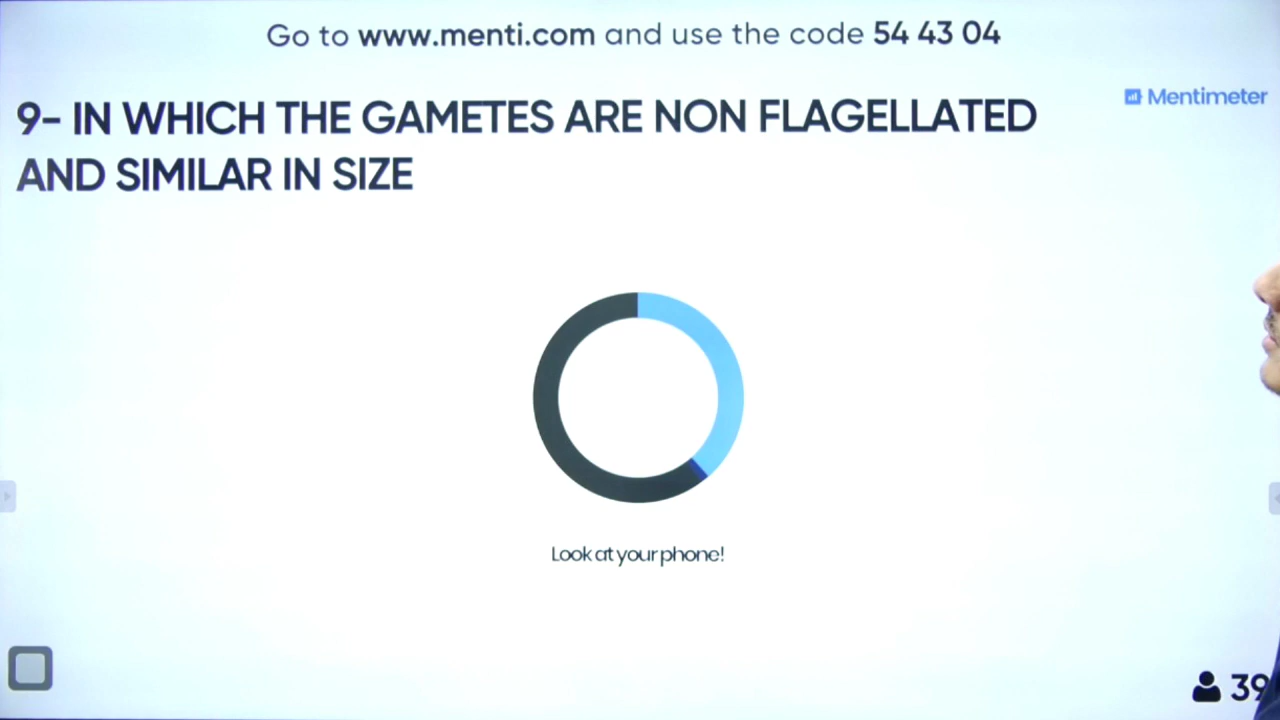 Go to www.menti.com and use the code 54 43 04
Mentimeter
9- IN WHICH THE GAMETES ARE NON FLAGELLATED
AND SIMILAR IN SIZE
Look at your phone!
39